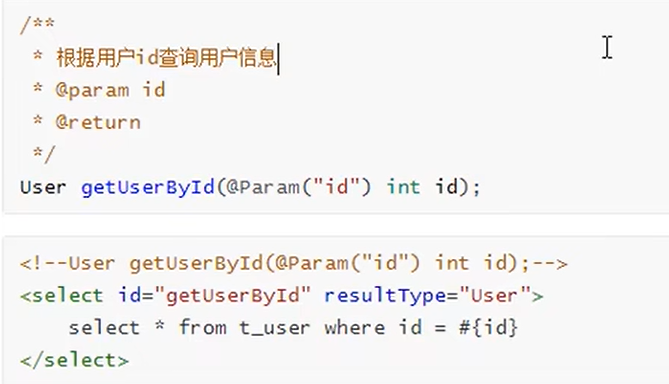 /**
 * 根据用户id查询用户信息
 * @param id
 * @return
 */
User getUserById(@Param("id") int id);
<!--User getUserById(@Param("id") int id);-->
<select id="getUserById" resultType="User">
    select * from t_user where id = #{id}
</select>